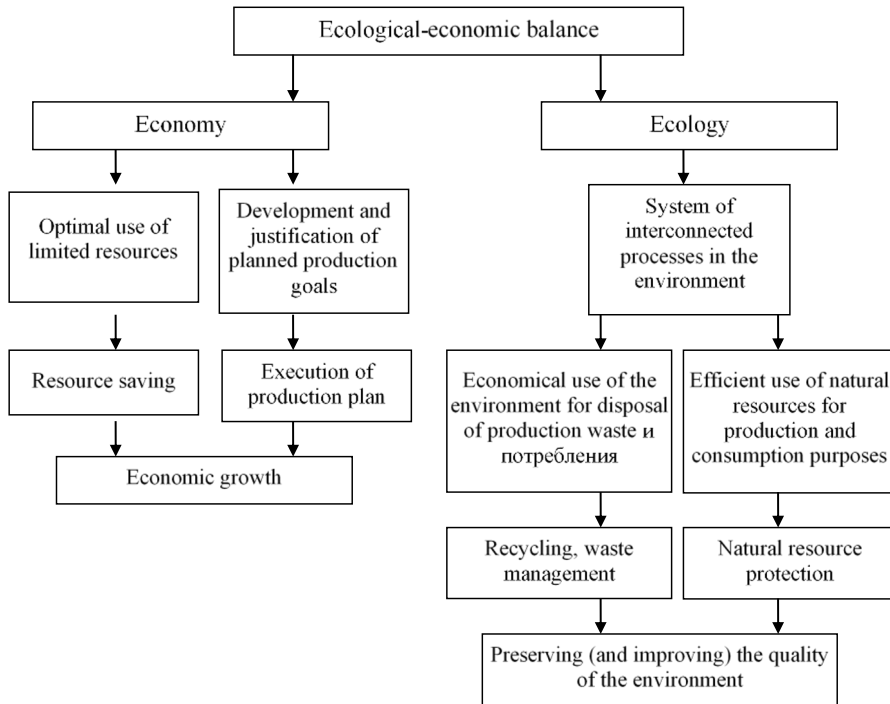 Ecological-economic balance
Economy
Ecology
Optimal use of
limited resources
Development and
justification of
planned production
goals
System of
interconnected
processes in the
environment
Resource saving
Execution of
production plan
Economical use of the
environment for disposal
of production waste и
потребления
Efficient use of natural
resources for
production and
consumption purposes
Economic growth
Recycling, waste
management
Natural resource
protection
Preserving (and improving) the quality
of the environment